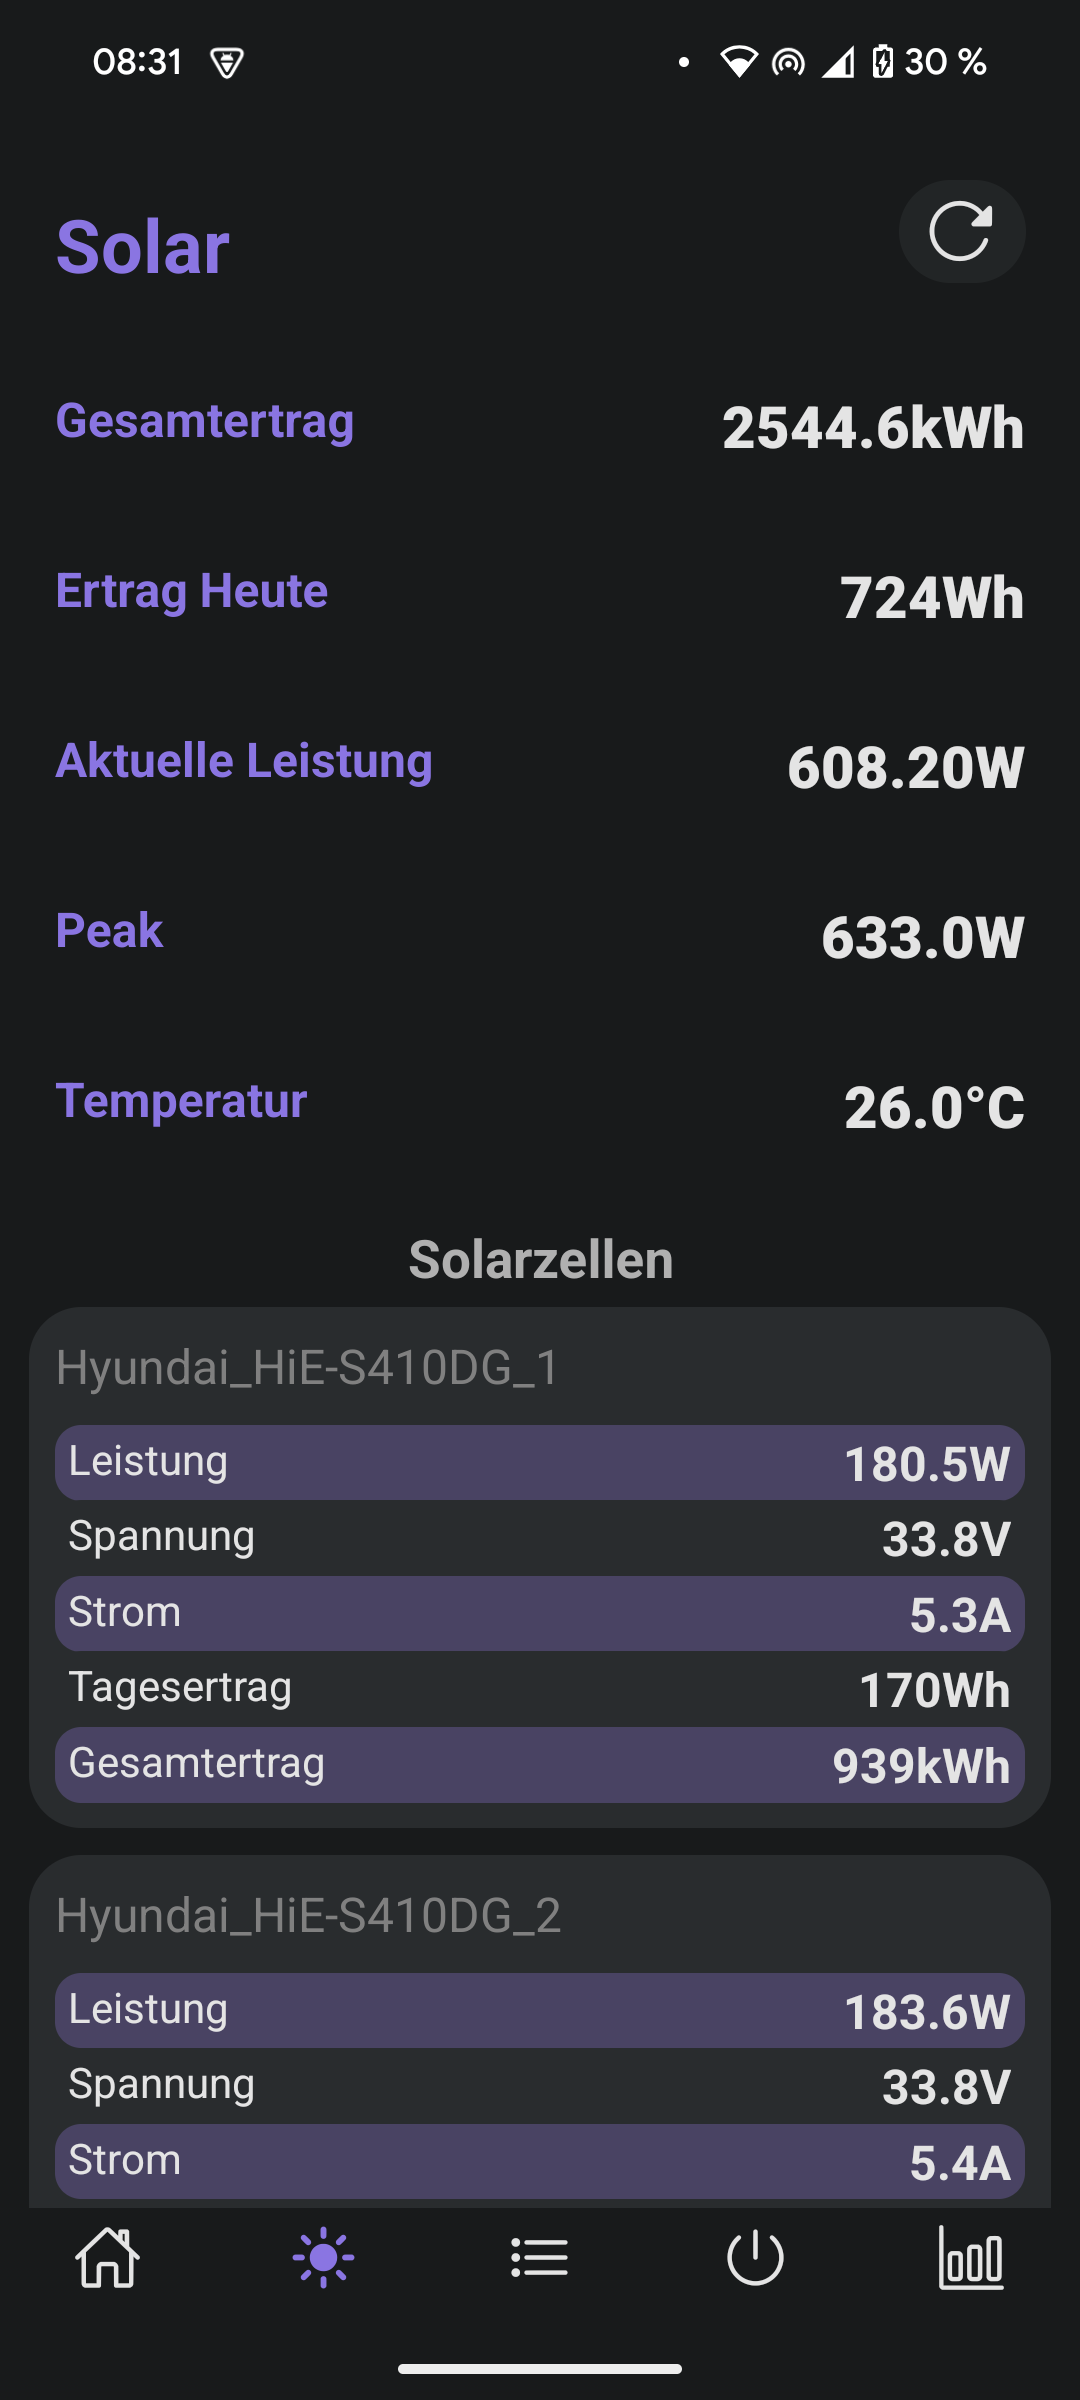 08:31
30 %
Solar
Gesamtertrag 2544.6kWh
Ertrag Heute 724Wh
Aktuelle Leistung 608.20W
Peak 633.0W
Temperatur 26.0°C
Solarzellen
Hyundai_HiE-S410DG_1
Leistung 180.5W
Spannung 33.8V
Strom 5.3A
Tagesertrag 170Wh
Gesamtertrag 939kWh
Hyundai_HiE-S410DG_2
Leistung 183.6W
Spannung 33.8V
Strom 5.4A